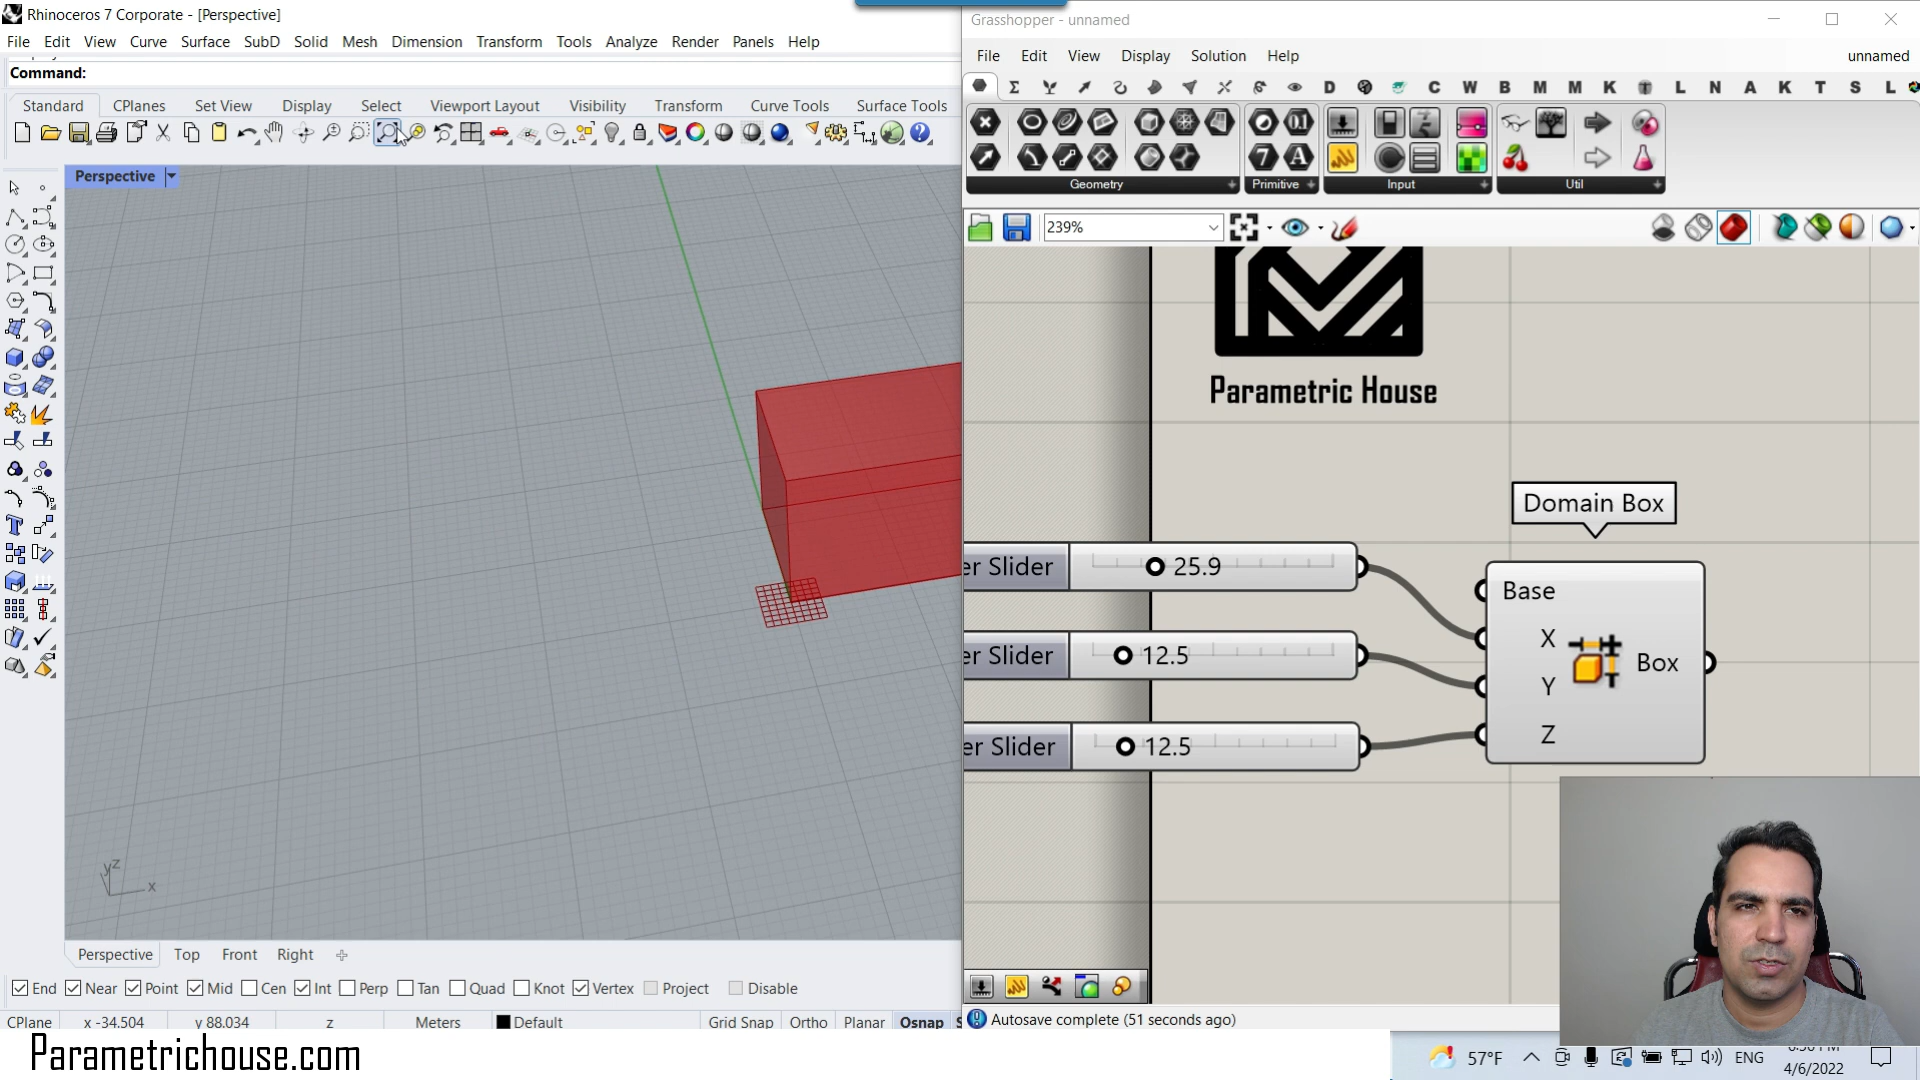 Rhinoceros 7 Corporate - [Perspective]
File Edit View Curve Surface SubD Solid Mesh Dimension Transform Tools Analyze Render Panels Help
Command:
Standard CPlanes Set View Display Select Viewport Layout Visibility Transform Curve Tools Surface Tools
Perspective
z
y
x
Perspective Top Front Right
End Near Point Mid Cen Int Perp Tan Quad Knot Vertex Project Disable
CPlane x -34.504 y 88.034 z Meters Default Grid Snap Ortho Planar Osnap S
Parametrichouse.com
Grasshopper - unnamed
File Edit View Display Solution Help unnamed
D C W B M M K L N A K T S L
Geometry Primitive Input Util
239%
Parametric House
Domain Box
er Slider 25.9
er Slider 12.5
er Slider 12.5
Base
X
Y
Z
Box
Autosave complete (51 seconds ago)
57°F ENG
4/6/2022